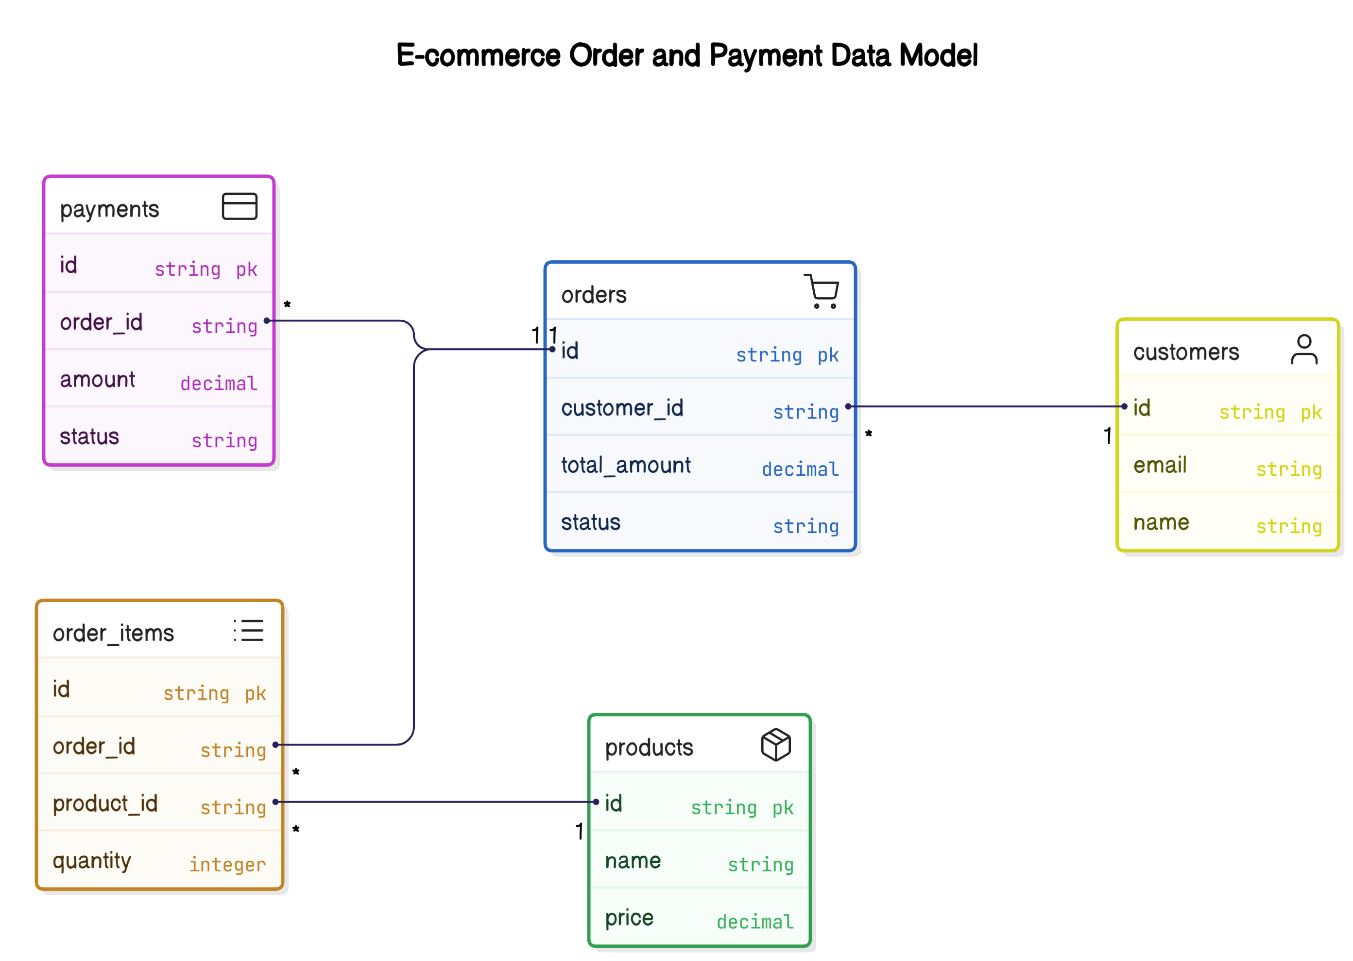 E-commerce Order and Payment Data Model
payments
id string pk
order_id string
amount decimal
status string
*
orders
1 1
id string pk
customer_id string
total_amount decimal
status string
*
customers
id string pk
1
email string
name string
order_items
id string pk
order_id string
*
product_id string
*
quantity integer
products
id string pk
1
name string
price decimal